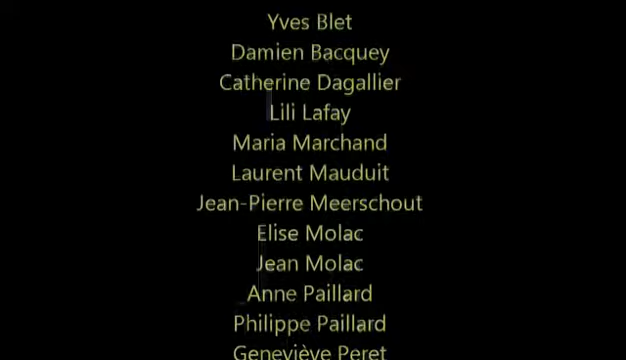 Yves Blet
Damien Bacquey
Catherine Dagallier
Lili Lafay
Maria Marchand
Laurent Mauduit
Jean-Pierre Meerschout
Elise Molac
Jean Molac
Anne Paillard
Philippe Paillard
Geneviève Peret